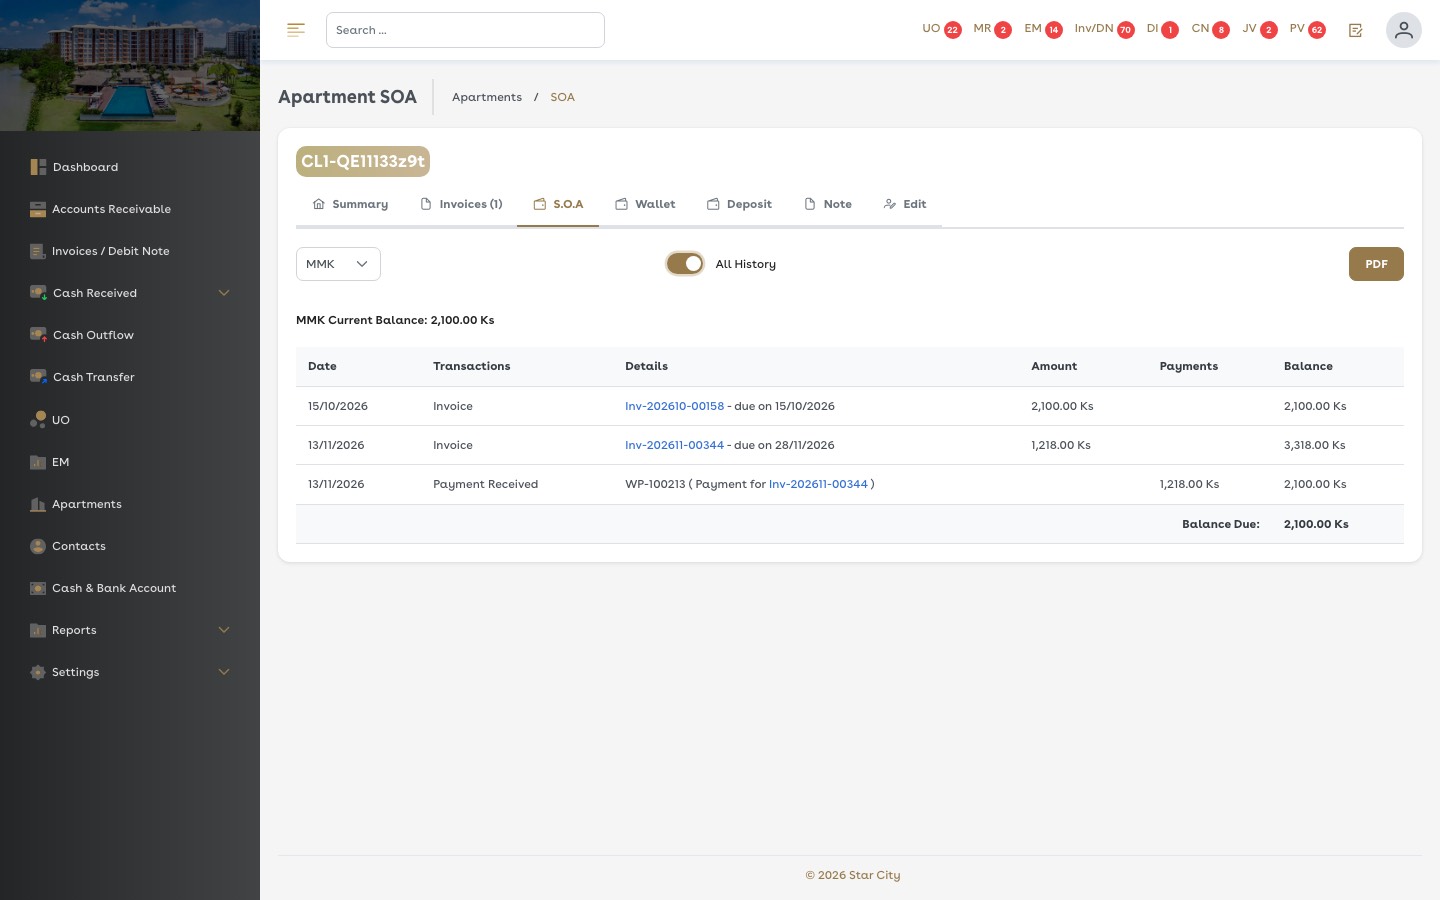 Search ...
UO 22 MR 2 EM 14 Inv/DN 70 DI 1 CN 8 JV 2 PV 62
Apartment SOA
Apartments / SOA
Dashboard
Accounts Receivable
Invoices / Debit Note
Cash Received
Cash Outflow
Cash Transfer
UO
EM
Apartments
Contacts
Cash & Bank Account
Reports
Settings
CL1-QE11133z9t
Summary Invoices (1) S.O.A Wallet Deposit Note Edit
MMK All History PDF
MMK Current Balance: 2,100.00 Ks
Date Transactions Details Amount Payments Balance
15/10/2026 Invoice Inv-202610-00158 - due on 15/10/2026 2,100.00 Ks 2,100.00 Ks
13/11/2026 Invoice Inv-202611-00344 - due on 28/11/2026 1,218.00 Ks 3,318.00 Ks
13/11/2026 Payment Received WP-100213 ( Payment for Inv-202611-00344 ) 1,218.00 Ks 2,100.00 Ks
Balance Due: 2,100.00 Ks
© 2026 Star City